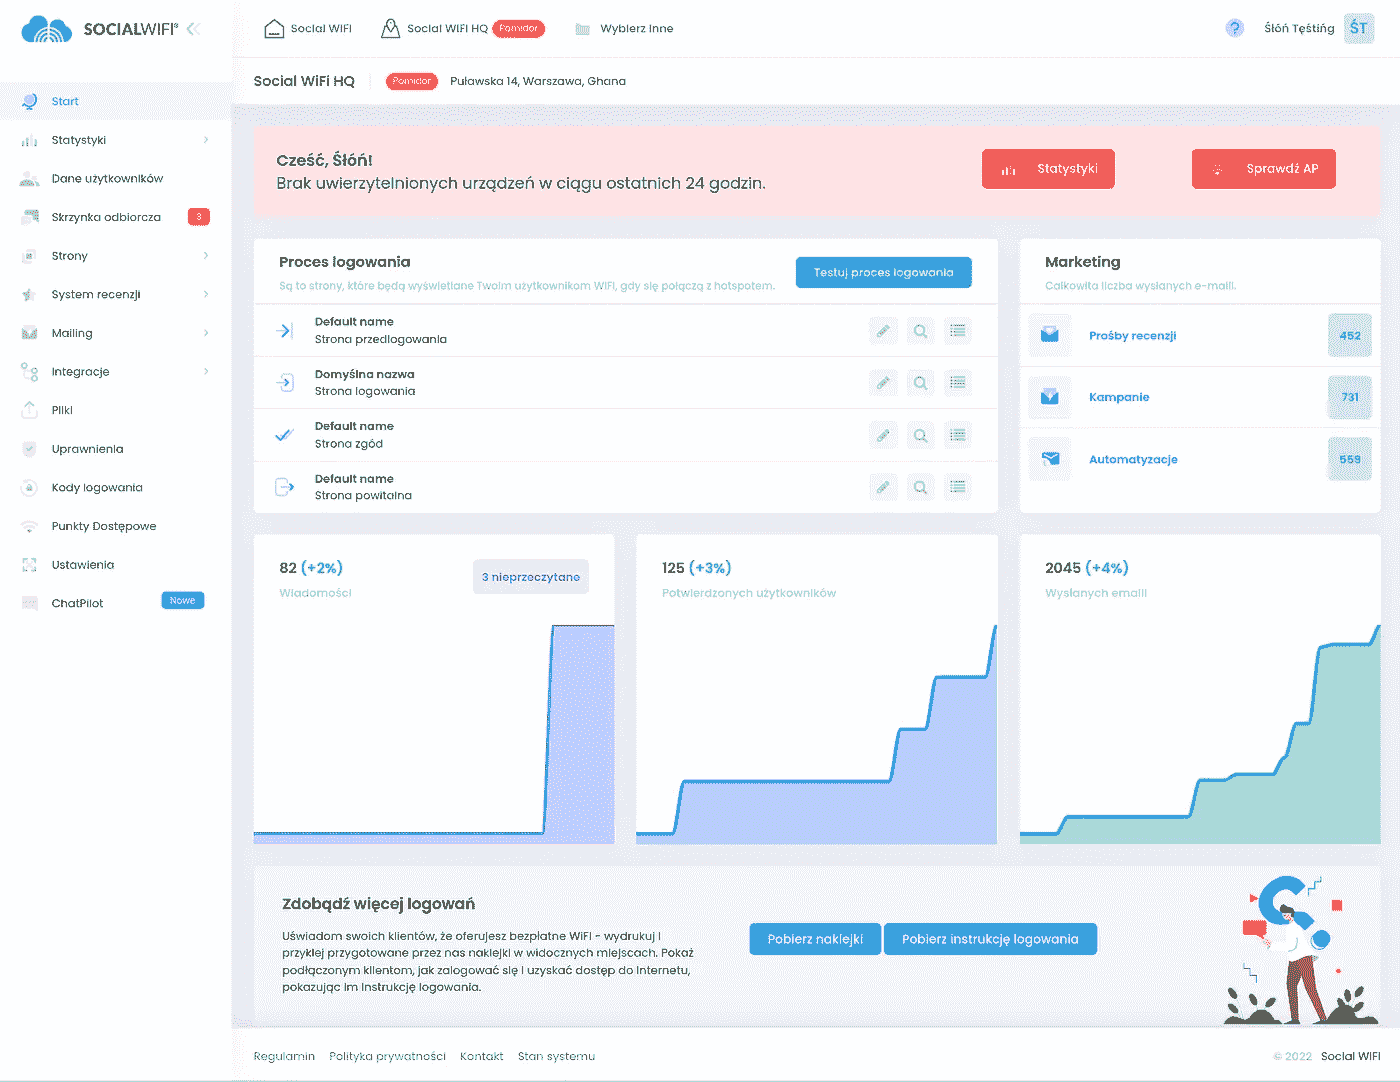 SOCIALWIFI®
Social WiFi
Social WiFi HQ
Pomidor
Wybierz Inne
?
Śłóń Tęśtińg
ŚT
Social WiFi HQ
Pomidor
Puławska 14, Warszawa, Ghana
Start
Statystyki
Dane użytkowników
Skrzynka odbiorcza
3
Strony
System recenzji
Mailing
Integracje
Pliki
Uprawnienia
Kody logowania
Punkty Dostępowe
Ustawienia
ChatPilot
Nowe
Cześć, Śłóń!
Brak uwierzytelnionych urządzeń w ciągu ostatnich 24 godzin.
Statystyki
Sprawdź AP
Proces logowania
Są to strony, które będą wyświetlane Twoim użytkownikom WiFi, gdy się połączą z hotspotem.
Testuj proces logowania
Default name
Strona przedlogowania
Domyślna nazwa
Strona logowania
Default name
Strona zgód
Default name
Strona powitalna
Marketing
Całkowita liczba wysłanych e-maili.
Prośby recenzji
452
Kampanie
731
Automatyzacje
559
82 (+2%)
Wiadomości
3 nieprzeczytane
125 (+3%)
Potwierdzonych użytkowników
2045 (+4%)
Wysłanych emaili
Zdobądź więcej logowań
Uświadom swoich klientów, że oferujesz bezpłatne WiFi - wydrukuj i
przyklej przygotowane przez nas naklejki w widocznych miejscach. Pokaż
podłączonym klientom, jak zalogować się i uzyskać dostęp do Internetu,
pokazując im Instrukcję logowania.
Pobierz naklejki
Pobierz instrukcję logowania
Regulamin
Polityka prywatności
Kontakt
Stan systemu
© 2022 Social WiFi